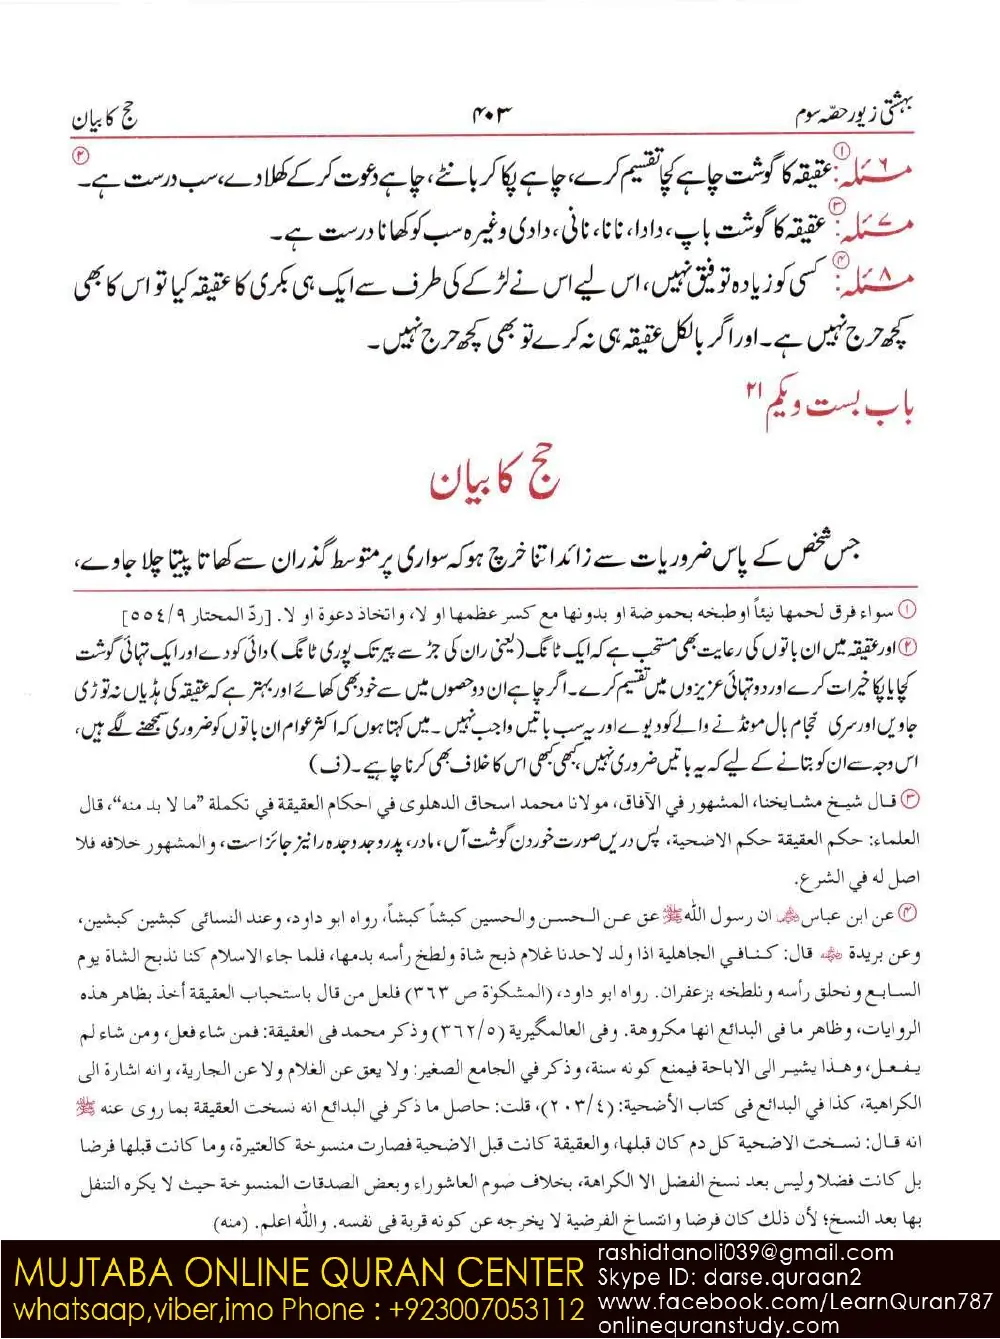 بہشتی زیور حصّہ سوم ۴۰۳ حج کا بیان
مسئلہ ۶: ① عقیقہ کا گوشت چاہے کچا تقسیم کرے، چاہے پکا کر بانٹے، چاہے دعوت کر کے کھلا دے، سب درست ہے۔ ②
مسئلہ ۷: ③ عقیقہ کا گوشت باپ، دادا، نانا، نانی، دادی وغیرہ سب کو کھانا درست ہے۔
مسئلہ ۸: ④ کسی کو زیادہ توفیق نہیں، اس لیے اس نے لڑکے کی طرف سے ایک ہی بکری کا عقیقہ کیا تو اس کا بھی
کچھ حرج نہیں ہے۔ اور اگر بالکل عقیقہ ہی نہ کرے تو بھی کچھ حرج نہیں۔
باب بست ویکم ۲۱
حج کا بیان
جس شخص کے پاس ضروریات سے زائد اتنا خرچ ہو کہ سواری پر متوسط گذران سے کھاتا پیتا چلا جاوے،
① سواء فرق لحمها نيئاً او طبخه بحموضة او بدونها مع كسر عظمها او لا، واتخاذ دعوة او لا. [ردّ المحتار ۹/۵۵٤]
② اور عقیقہ میں ان باتوں کی رعایت بھی مستحب ہے کہ ایک ٹانگ (یعنی ران کی جڑ سے پیر تک پوری ٹانگ) دائی کو دے اور ایک تہائی گوشت
کچا یا پکا خیرات کرے اور دو تہائی عزیزوں میں تقسیم کرے۔ اگر چاہے ان دو حصوں میں سے خود بھی کھائے اور بہتر ہے کہ عقیقہ کی ہڈیاں نہ توڑی
جاویں اور سری حجّام بال مونڈنے والے کو دیوے اور یہ سب باتیں واجب نہیں۔ میں کہتا ہوں کہ اکثر عوام ان باتوں کو ضروری سمجھنے لگے ہیں،
اس وجہ سے ان کو بتانے کے لیے کہ یہ باتیں ضروری نہیں، کبھی کبھی اس کا خلاف بھی کرنا چاہیے۔ (ف)
③ قال شيخ مشايخنا، المشهور في الآفاق، مولانا محمد اسحاق الدهلوى في احكام العقيقة في تكملة ”ما لا بد منه“، قال
العلماء: حكم العقيقة حكم الاضحية، پس دریں صورت خوردن گوشت آں، مادر، پدر وجد وجدہ را نیز جائز است، والمشهور خلافه فلا
اصل له في الشرع.
④ عن ابن عباس ؓ ان رسول الله ﷺ عق عن الحسن والحسين كبشاً كبشاً، رواه ابو داود، وعند النسائى كبشين كبشين،
وعن بريدة ؓ قال: كنا في الجاهلية اذا ولد لاحدنا غلام ذبح شاة ولطخ رأسه بدمها، فلما جاء الاسلام كنا نذبح الشاة يوم
السابع ونحلق رأسه ونلطخه بزعفران. رواه ابو داود، (المشكوٰة ص ۳٦۳) فلعل من قال باستحباب العقيقة أخذ بظاهر هذه
الروايات، وظاهر ما فى البدائع انها مكروهة. وفى العالمگيرية (۵/۳٦۲) وذكر محمد فى العقيقة: فمن شاء فعل، ومن شاء لم
يفعل، وهذا يشير الى الاباحة فيمنع كونه سنة، وذكر في الجامع الصغير: ولا يعق عن الغلام ولا عن الجارية، وانه اشارة الى
الكراهية، كذا في البدائع فى كتاب الأضحية: (٤/۲۰۳)، قلت: حاصل ما ذكر في البدائع انه نسخت العقيقة بما روى عنه ﷺ
انه قال: نسخت الاضحية كل دم كان قبلها، والعقيقة كانت قبل الاضحية فصارت منسوخة كالعتيرة، وما كانت قبلها فرضا
بل كانت فضلا وليس بعد نسخ الفضل الا الكراهة، بخلاف صوم العاشوراء وبعض الصدقات المنسوخة حيث لا يكره التنفل
بها بعد النسخ؛ لأن ذلك كان فرضا وانتساخ الفرضية لا يخرجه عن كونه قربة فى نفسه. والله اعلم. (منه)
MUJTABA ONLINE QURAN CENTER
whatsaap,viber,imo Phone : +923007053112
rashidtanoli039@gmail.com
Skype ID: darse.quraan2
www.facebook.com/LearnQuran787
onlinequranstudy.com